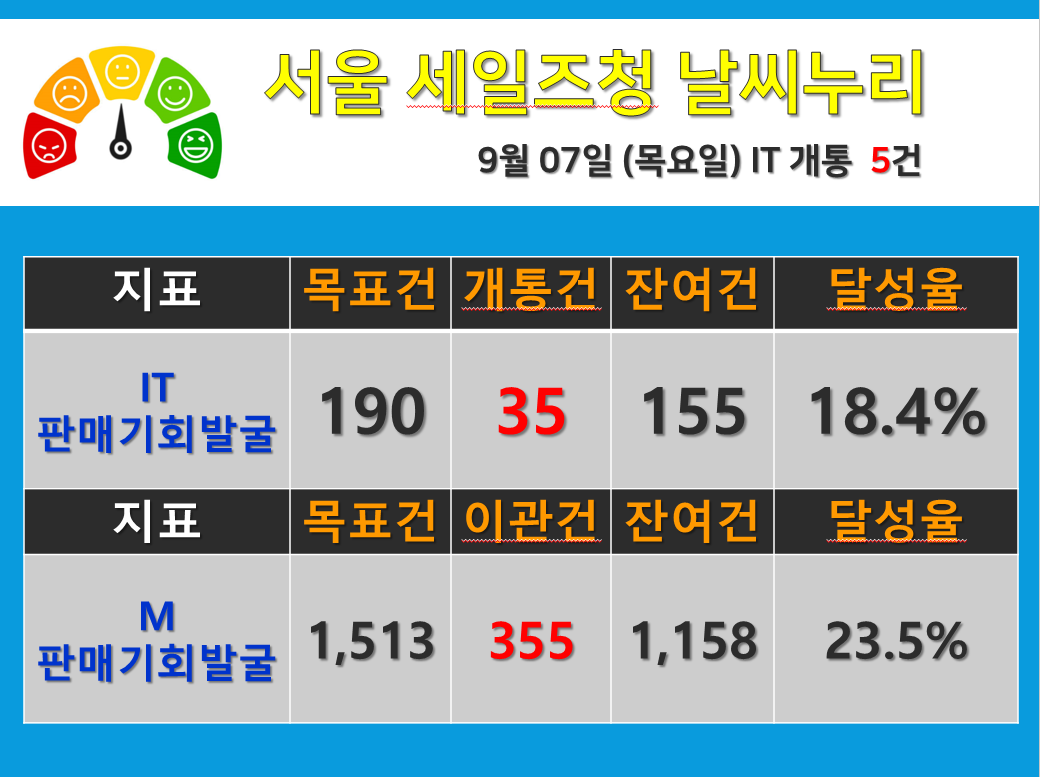 서울 세일즈청 날씨누리
9월 07일 (목요일) IT 개통 5건
지표 목표건 개통건 잔여건 달성율
IT
판매기회발굴 190 35 155 18.4%
지표 목표건 이관건 잔여건 달성율
M
판매기회발굴 1,513 355 1,158 23.5%